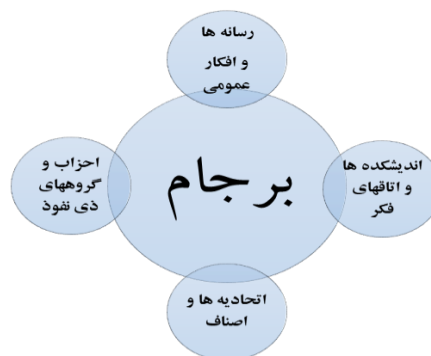 رسانه ها
و افکار
عمومی
برجام
اندیشکده ها
و اتاقهای
فکر
احزاب و
گروههای
ذی نفوذ
اتحادیه ها و
اصناف